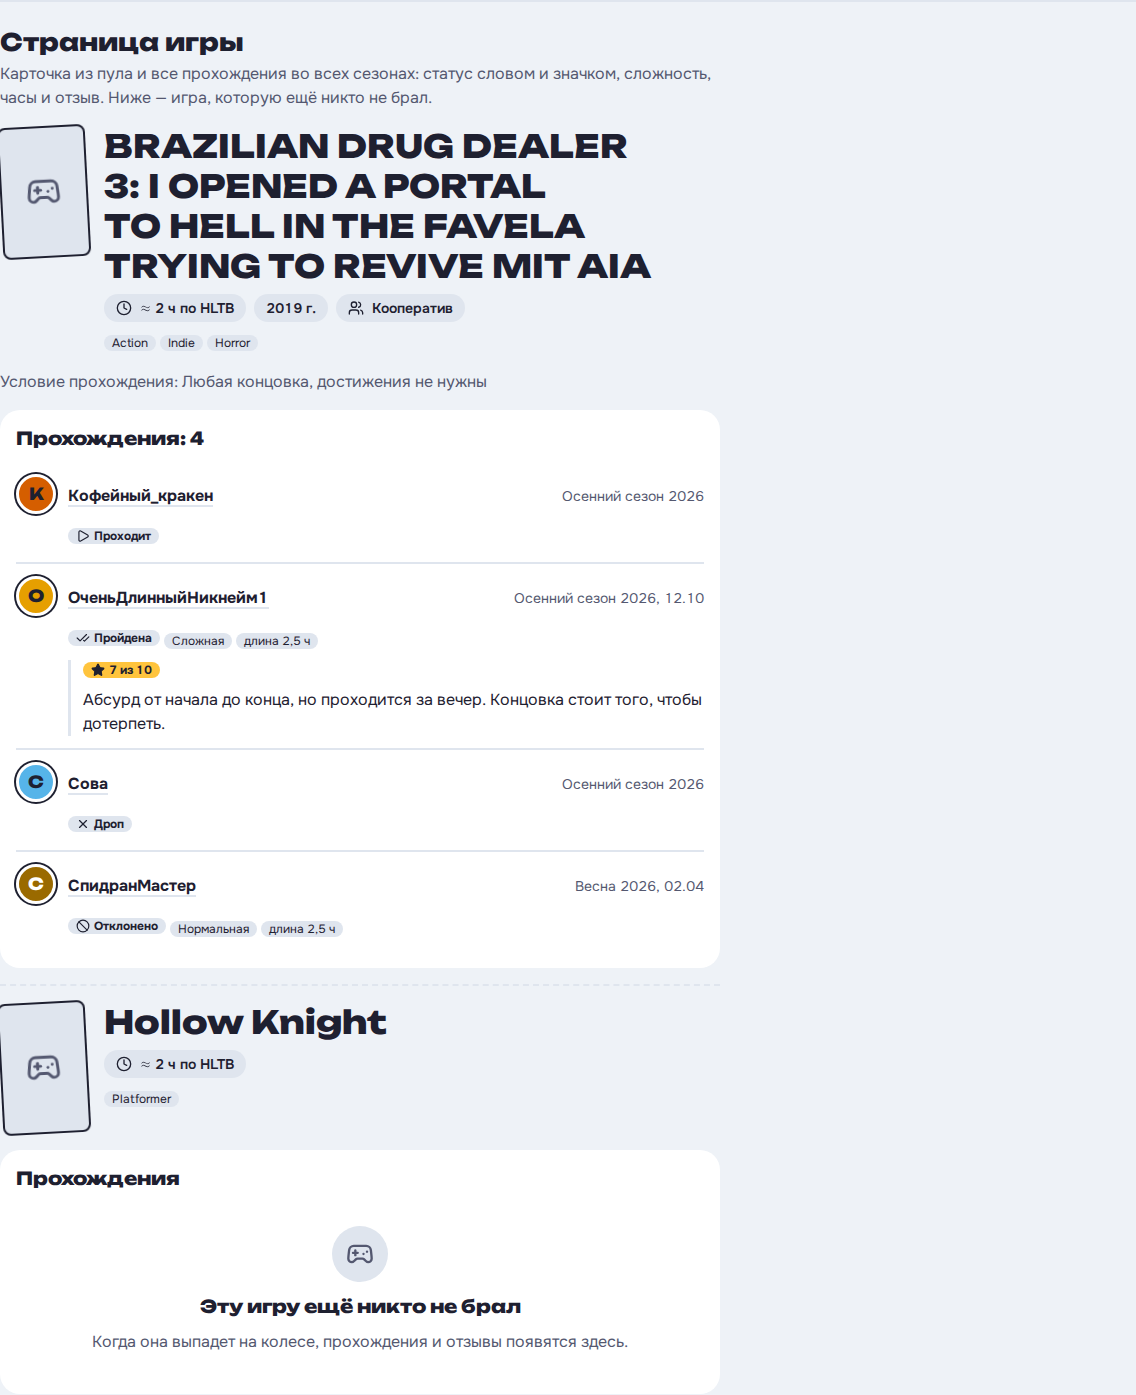 Страница игры
Карточка из пула и все прохождения во всех сезонах: статус словом и значком, сложность,
часы и отзыв. Ниже — игра, которую ещё никто не брал.
BRAZILIAN DRUG DEALER
3: I OPENED A PORTAL
TO HELL IN THE FAVELA
TRYING TO REVIVE MIT AIA
≈ 2 ч по HLTB 2019 г. Кооператив
Action Indie Horror
Условие прохождения: Любая концовка, достижения не нужны
Прохождения: 4
К Кофейный_кракен Осенний сезон 2026
Проходит
О ОченьДлинныйНикнейм1 Осенний сезон 2026, 12.10
Пройдена Сложная длина 2,5 ч
7 из 10
Абсурд от начала до конца, но проходится за вечер. Концовка стоит того, чтобы
дотерпеть.
С Сова Осенний сезон 2026
Дроп
С СпидранМастер Весна 2026, 02.04
Отклонено Нормальная длина 2,5 ч
Hollow Knight
≈ 2 ч по HLTB
Platformer
Прохождения
Эту игру ещё никто не брал
Когда она выпадет на колесе, прохождения и отзывы появятся здесь.